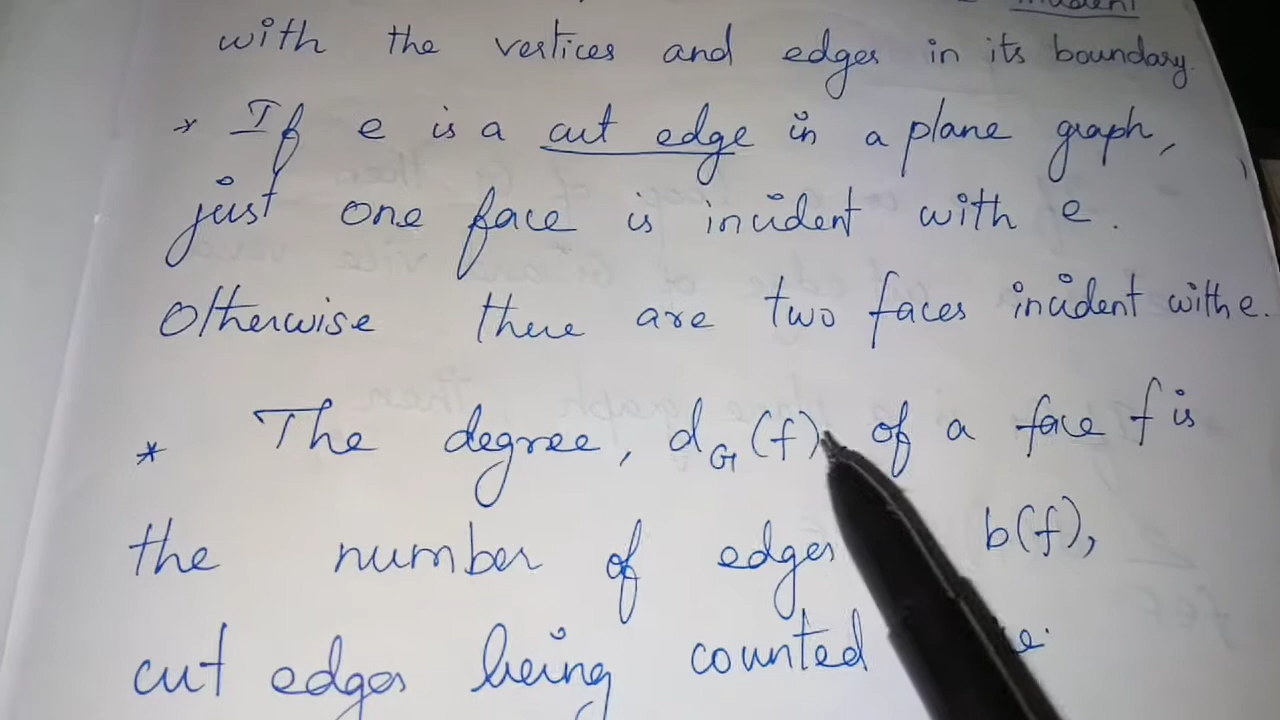 with the vertices and edges in its boundary.
* If e is a cut edge in a plane graph,
just one face is incident with e.
Otherwise there are two faces incident with e.
* The degree, dG(f) of a face f is
the number of edges b(f),
cut edges being counted